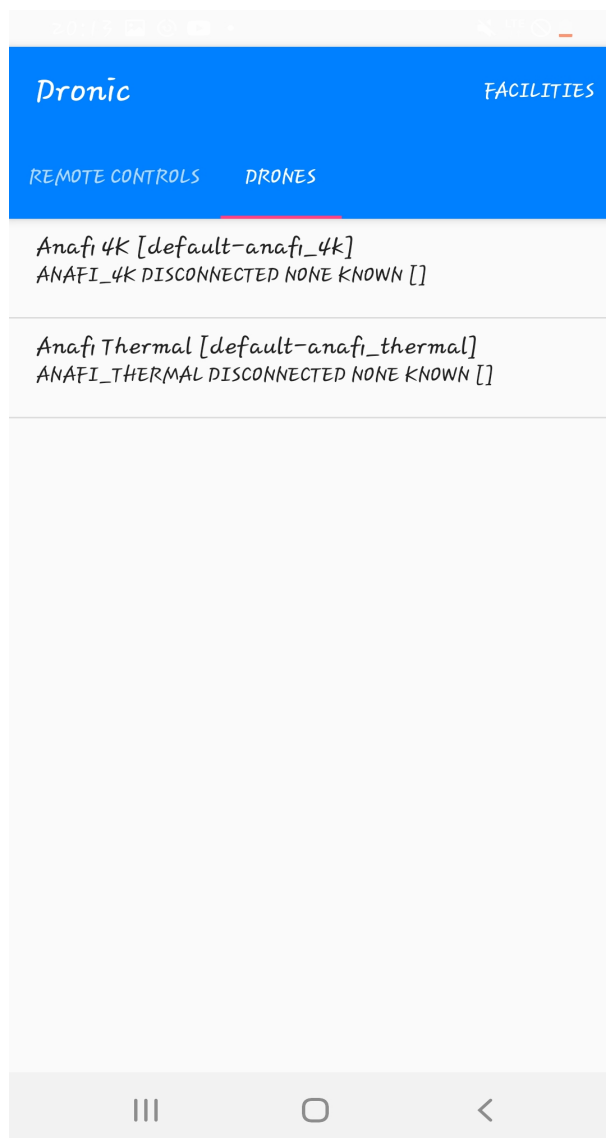 Dronic
FACILITIES
REMOTE CONTROLS
DRONES
Anafi 4K [default-anafi_4k]
ANAFI_4K DISCONNECTED NONE KNOWN []
Anafi Thermal [default-anafi_thermal]
ANAFI_THERMAL DISCONNECTED NONE KNOWN []